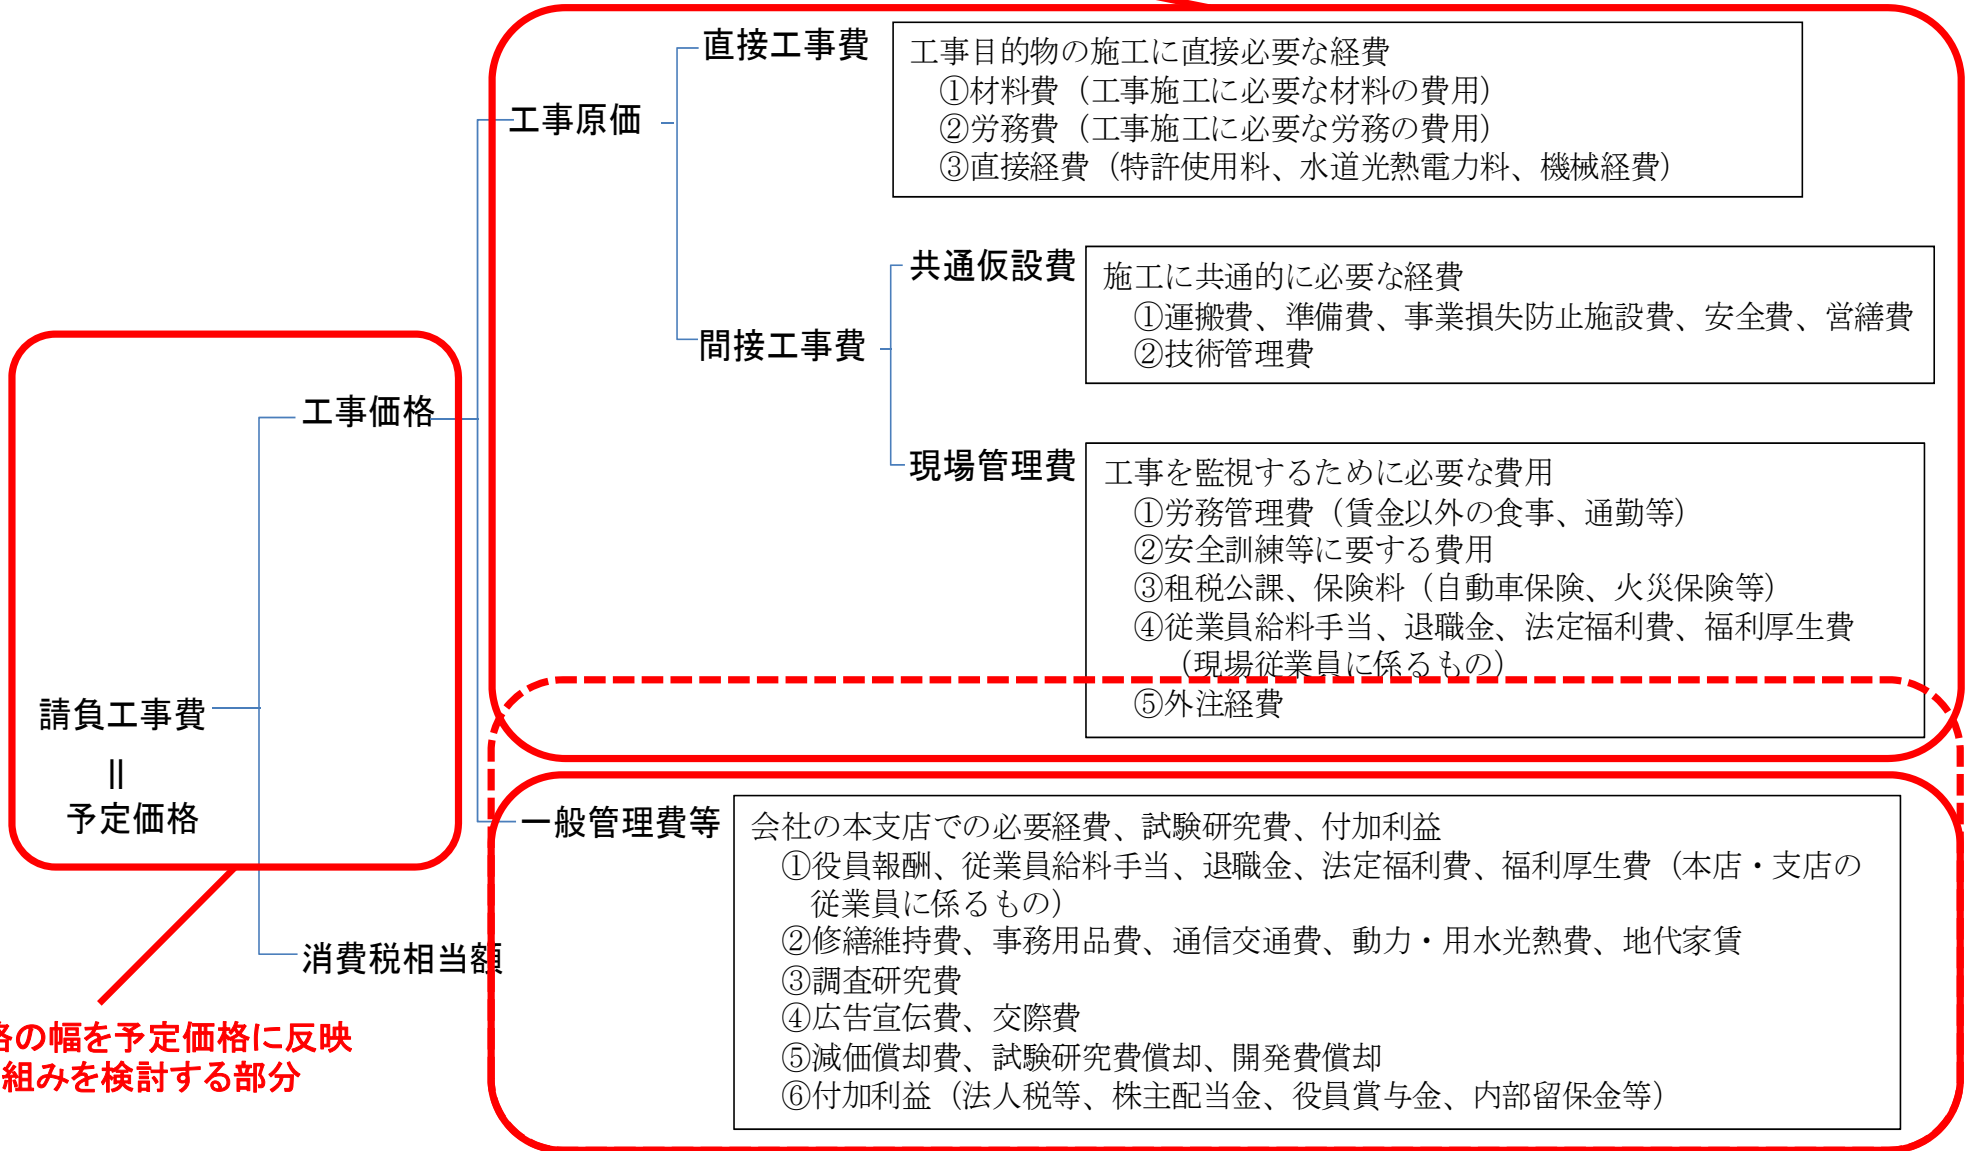 直接工事費
工事目的物の施工に直接必要な経費
①材料費（工事施工に必要な材料の費用）
②労務費（工事施工に必要な労務の費用）
③直接経費（特許使用料、水道光熱電力料、機械経費）
工事原価
共通仮設費
施工に共通的に必要な経費
①運搬費、準備費、事業損失防止施設費、安全費、営繕費
②技術管理費
間接工事費
工事価格
現場管理費
工事を監視するために必要な費用
①労務管理費（賃金以外の食事、通勤等）
②安全訓練等に要する費用
③租税公課、保険料（自動車保険、火災保険等）
④従業員給料手当、退職金、法定福利費、福利厚生費
（現場従業員に係るもの）
⑤外注経費
請負工事費
＝
予定価格
一般管理費等
会社の本支店での必要経費、試験研究費、付加利益
①役員報酬、従業員給料手当、退職金、法定福利費、福利厚生費（本店・支店の
従業員に係るもの）
②修繕維持費、事務用品費、通信交通費、動力・用水光熱費、地代家賃
③調査研究費
④広告宣伝費、交際費
⑤減価償却費、試験研究費償却、開発費償却
⑥付加利益（法人税等、株主配当金、役員賞与金、内部留保金等）
消費税相当額
格の幅を予定価格に反映
組みを検討する部分